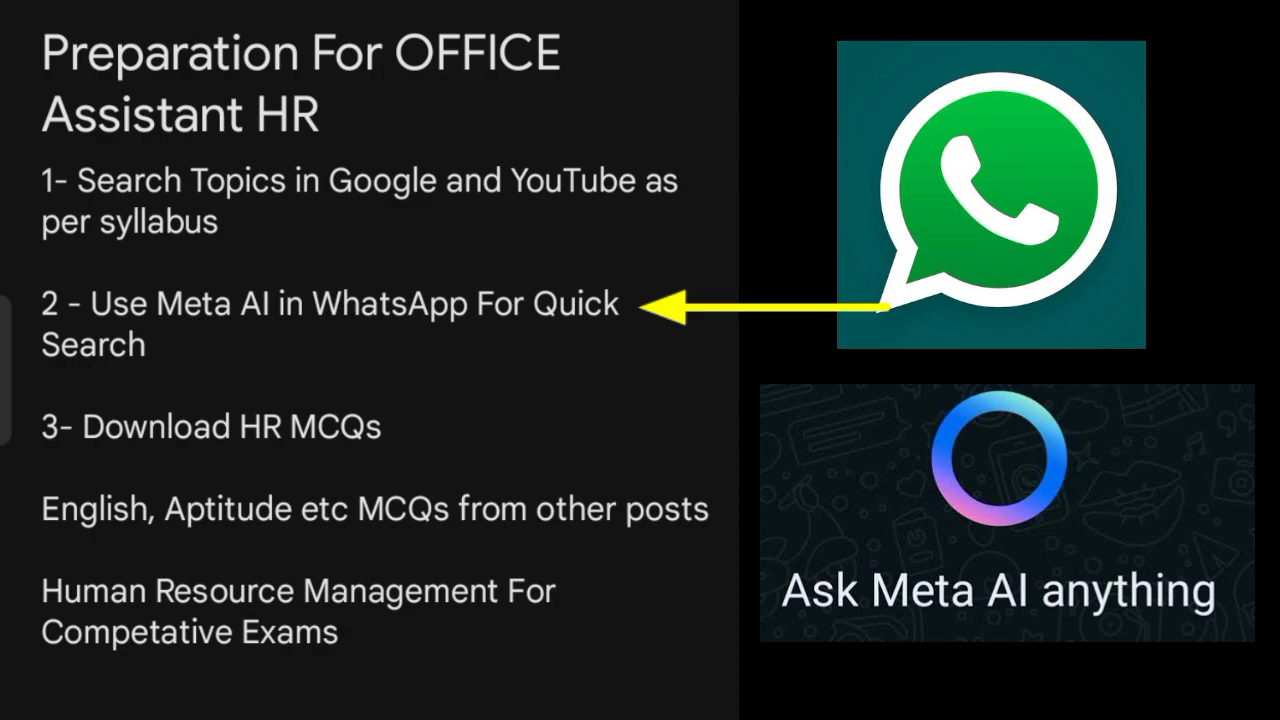 Preparation For OFFICE
Assistant HR
1- Search Topics in Google and YouTube as
per syllabus
2 - Use Meta AI in WhatsApp For Quick
Search
3- Download HR MCQs
English, Aptitude etc MCQs from other posts
Human Resource Management For
Competative Exams
Ask Meta AI anything